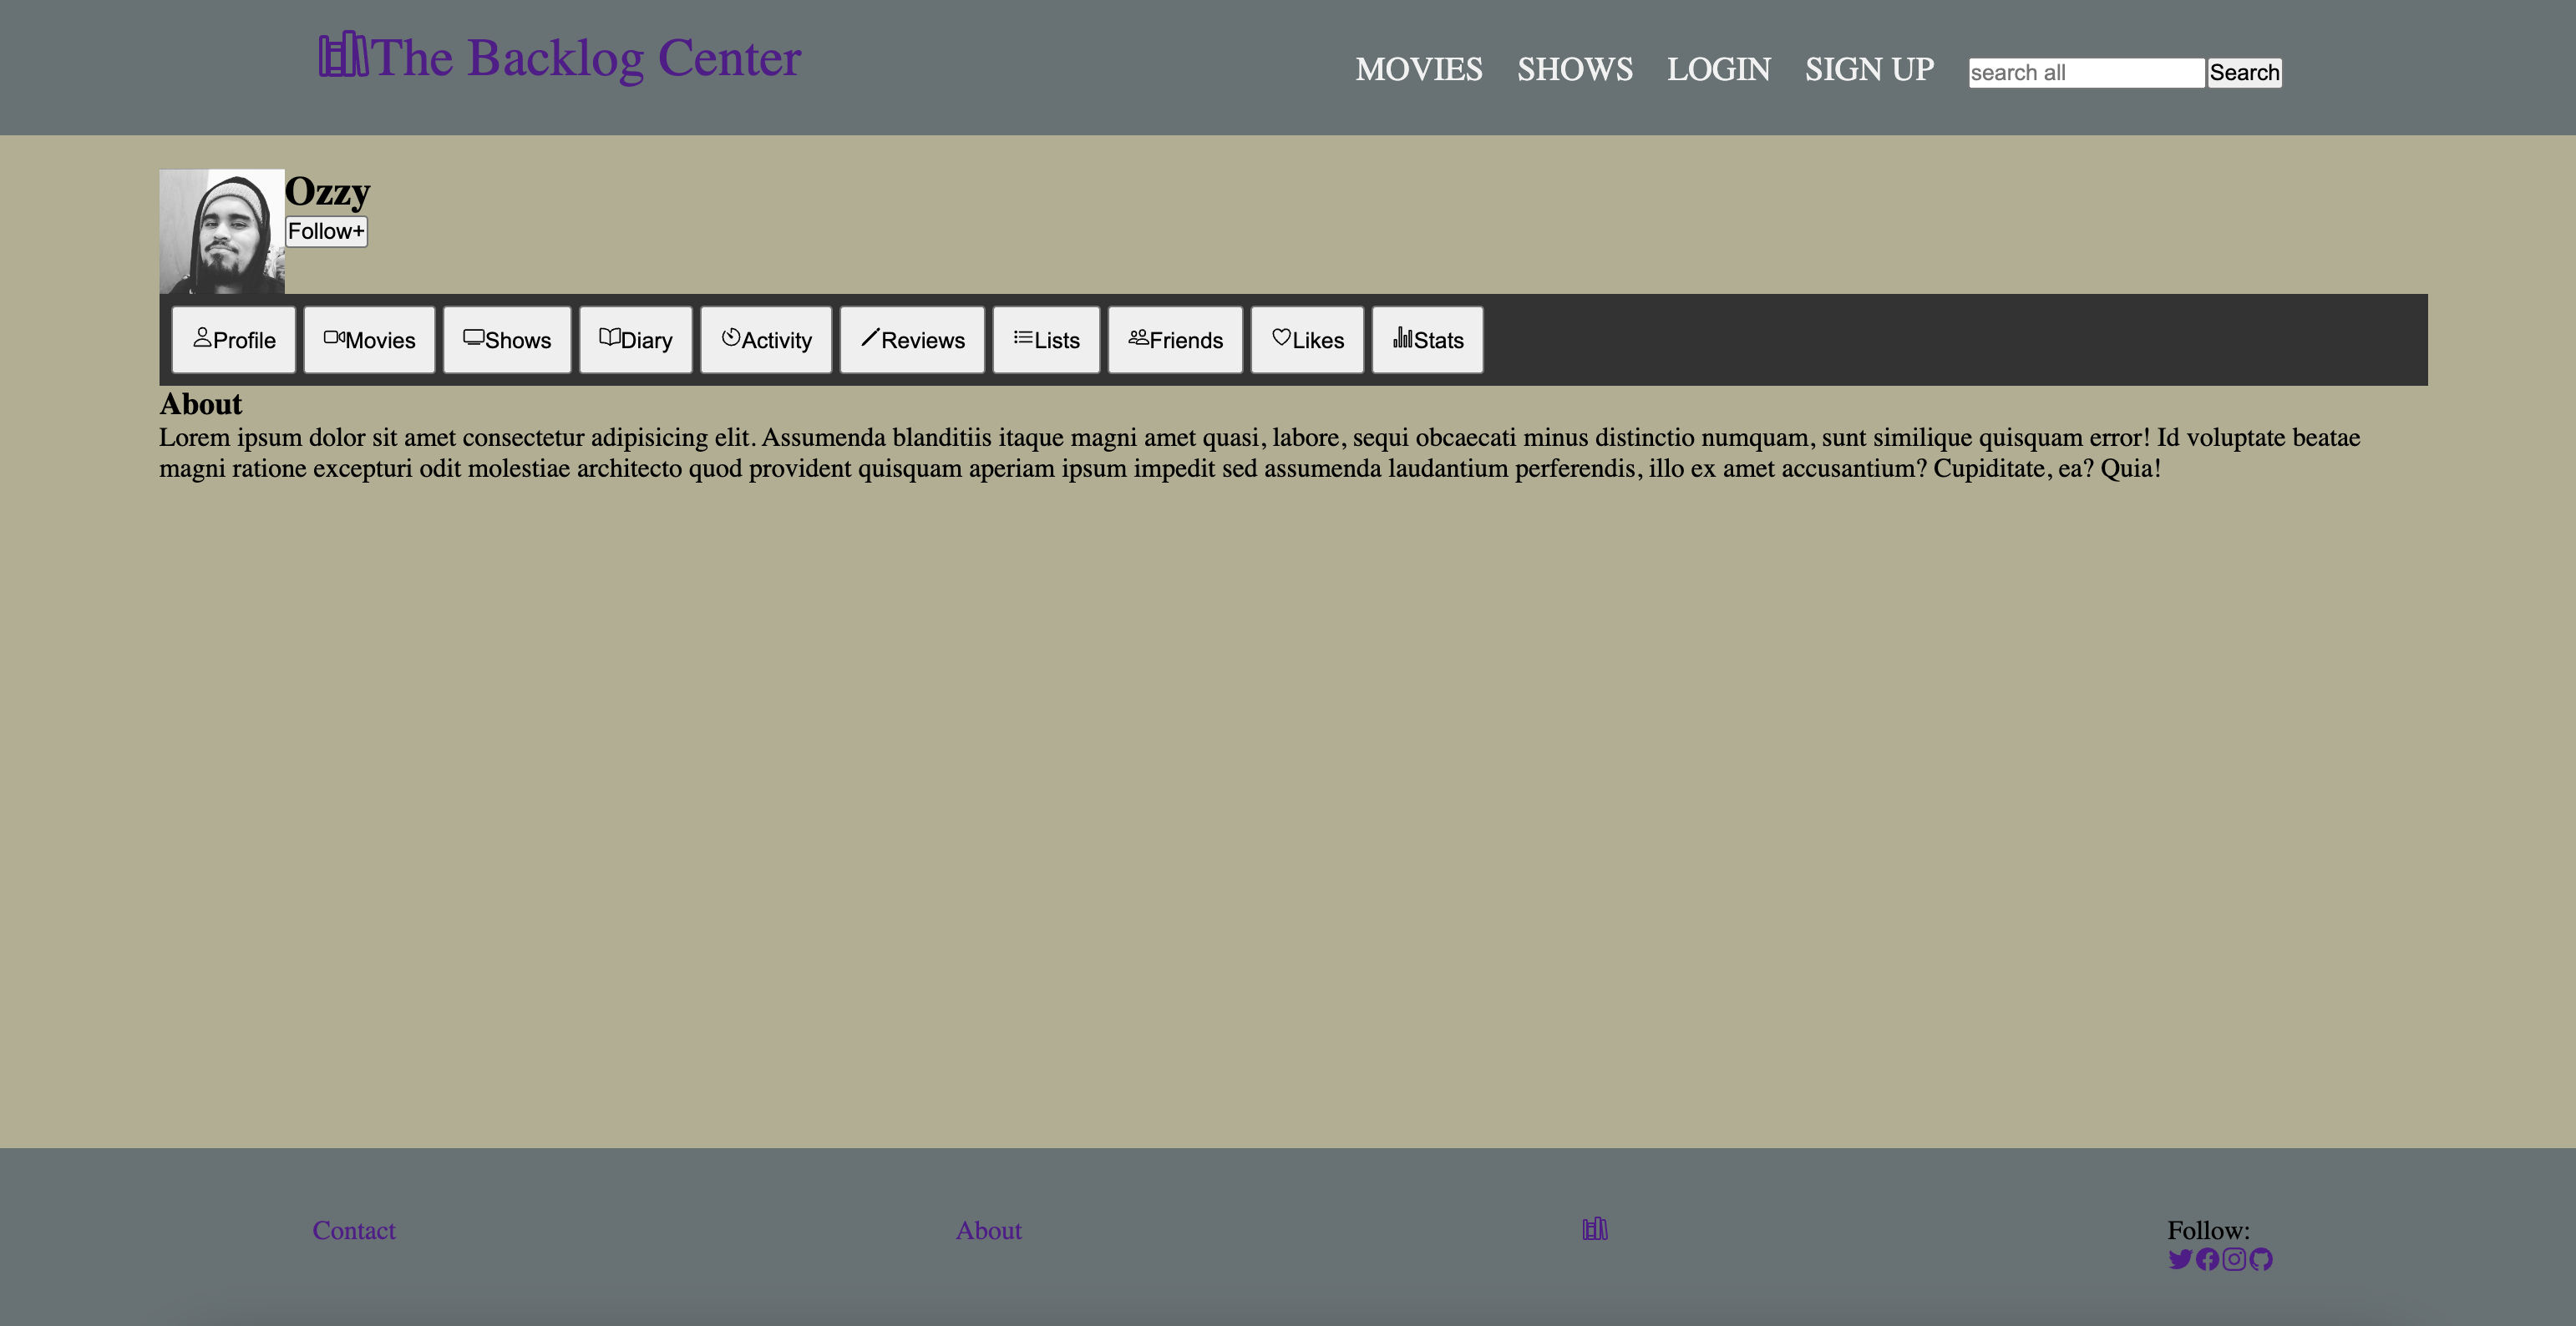 The Backlog Center
MOVIES SHOWS LOGIN SIGN UP search all Search
Ozzy
Follow+
Profile Movies Shows Diary Activity Reviews Lists Friends Likes Stats
About
Lorem ipsum dolor sit amet consectetur adipisicing elit. Assumenda blanditiis itaque magni amet quasi, labore, sequi obcaecati minus distinctio numquam, sunt similique quisquam error! Id voluptate beatae
magni ratione excepturi odit molestiae architecto quod provident quisquam aperiam ipsum impedit sed assumenda laudantium perferendis, illo ex amet accusantium? Cupiditate, ea? Quia!
Contact About Follow: